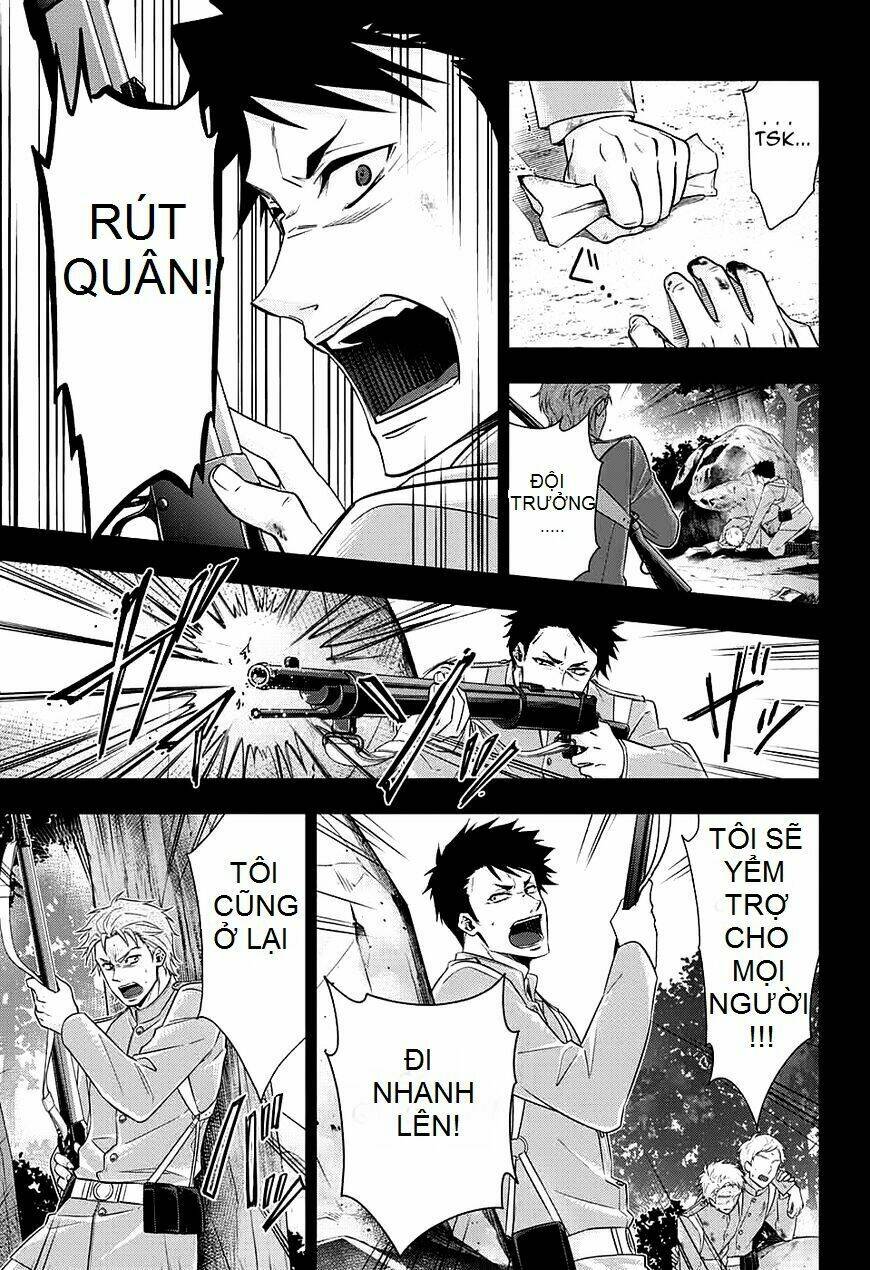 TSK...
ĐỘI
TRƯỞNG
.....
RÚT
QUÂN!
TÔI SẼ
YỂM
TRỢ
CHO
MỌI
NGƯỜI
!!!
ĐI
NHANH
LÊN!
TÔI
CŨNG
Ở LẠI